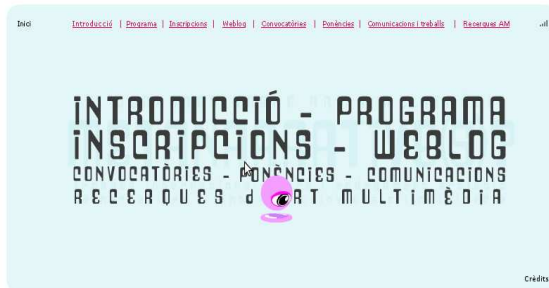 Inici Introducció | Programa | Inscripcions | Weblog | Convocatòries | Ponències | Comunicacions i treballs | Recerques AM
INTRODUCCIÓ - PROGRAMA
INSCRIPCIONS - WEBLOG
CONVOCATÒRIES - PONÈNCIES - COMUNICACIONS
RECERQUES d RT MULTIMÈDIA
Crèdits